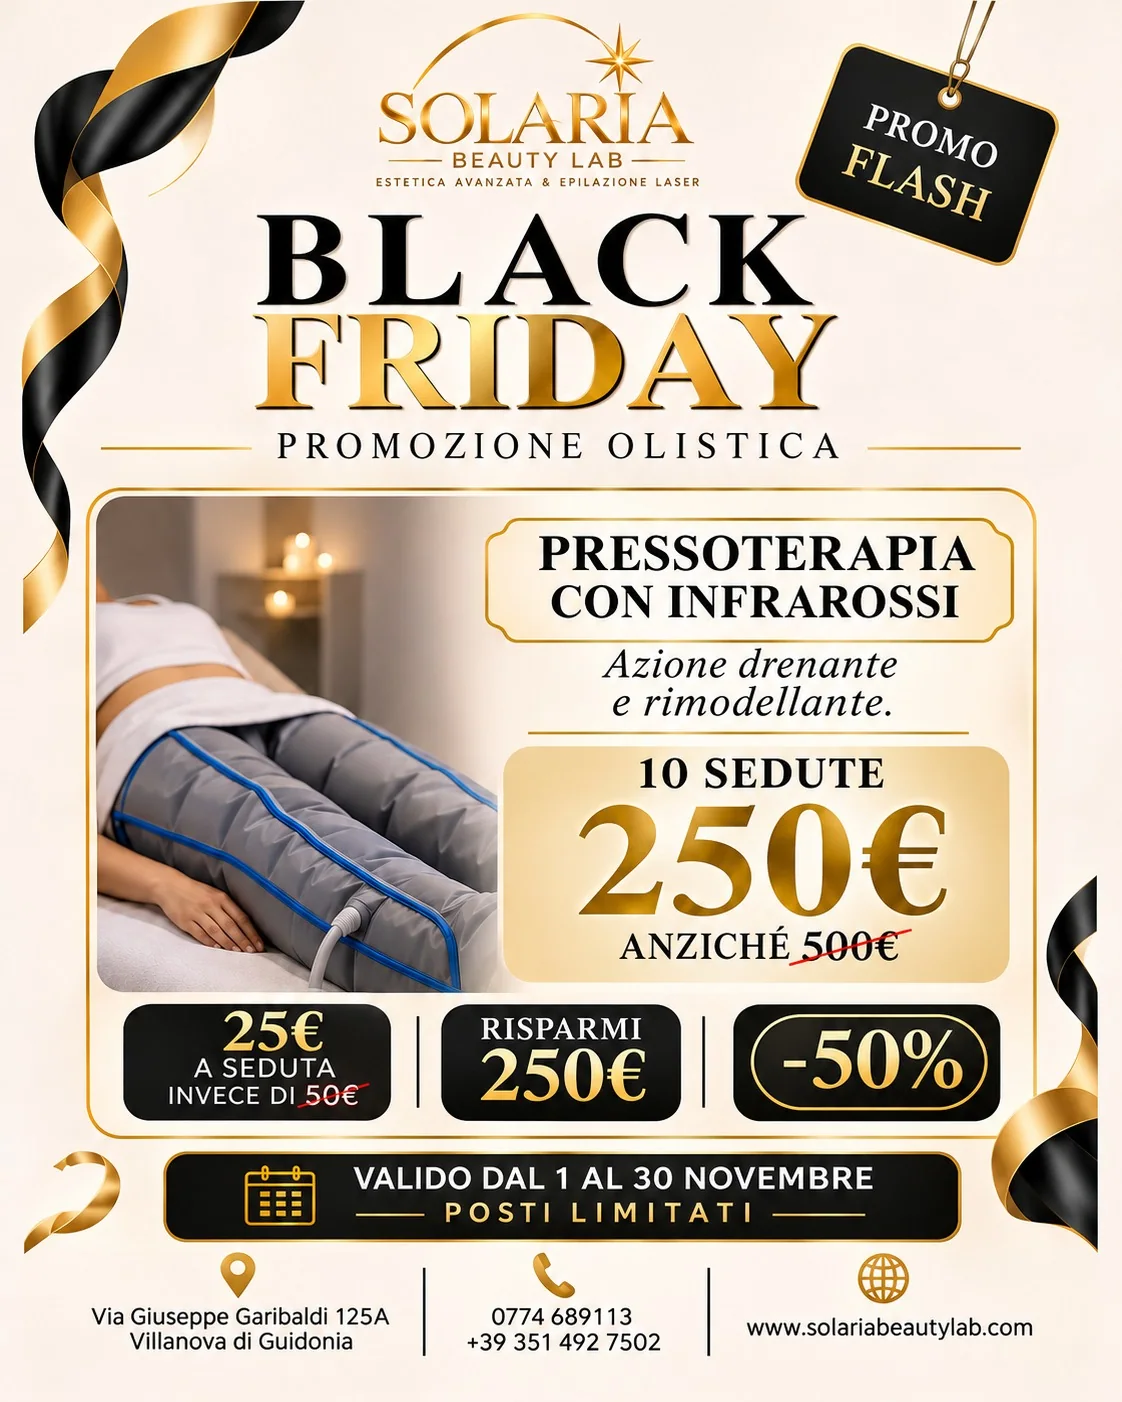 SOLARIA
BEAUTY LAB
ESTETICA AVANZATA & EPILAZIONE LASER
PROMO
FLASH
BLACK
FRIDAY
PROMOZIONE OLISTICA
PRESSOTERAPIA
CON INFRAROSSI
Azione drenante
e rimodellante.
10 SEDUTE
250€
ANZICHÉ 500€
25€
A SEDUTA
INVECE DI 50€
RISPARMI
250€
-50%
VALIDO DAL 1 AL 30 NOVEMBRE
POSTI LIMITATI
Via Giuseppe Garibaldi 125A
Villanova di Guidonia
0774 689113
+39 351 492 7502
www.solariabeautylab.com